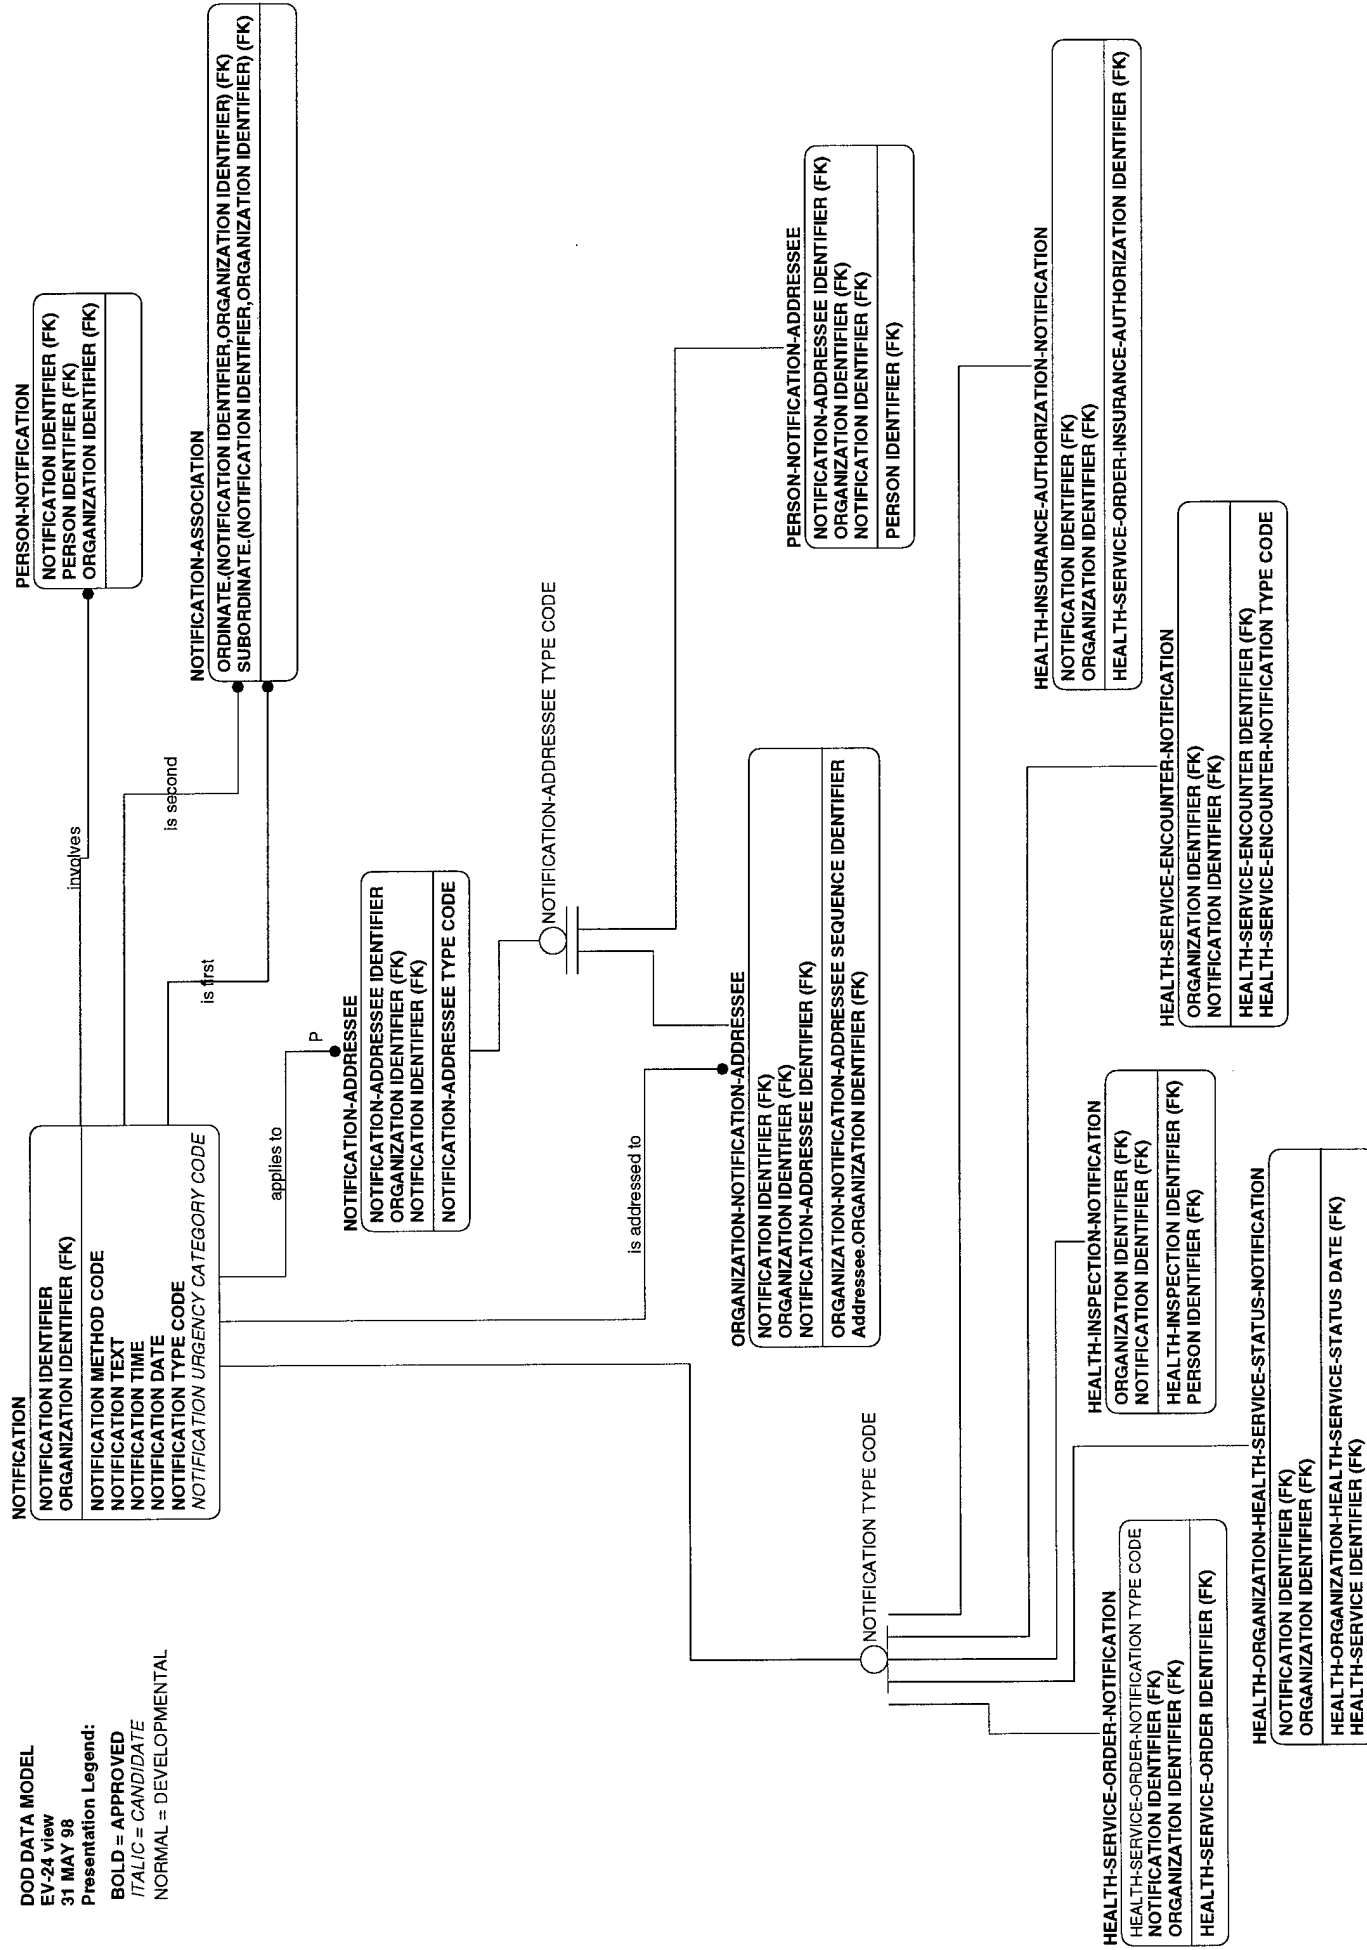 DOD DATA MODEL
EV-24 view
31 MAY 98
Presentation Legend:
BOLD = APPROVED
ITALIC = CANDIDATE
NORMAL = DEVELOPMENTAL
NOTIFICATION
NOTIFICATION IDENTIFIER
ORGANIZATION IDENTIFIER (FK)
NOTIFICATION METHOD CODE
NOTIFICATION TEXT
NOTIFICATION TIME
NOTIFICATION DATE
NOTIFICATION TYPE CODE
NOTIFICATION URGENCY CATEGORY CODE
involves
PERSON-NOTIFICATION
NOTIFICATION IDENTIFIER (FK)
PERSON IDENTIFIER (FK)
ORGANIZATION IDENTIFIER (FK)
is second
is first
NOTIFICATION-ASSOCIATION
ORDINATE.(NOTIFICATION IDENTIFIER,ORGANIZATION IDENTIFIER) (FK)
SUBORDINATE.(NOTIFICATION IDENTIFIER,ORGANIZATION IDENTIFIER) (FK)
applies to
P
NOTIFICATION-ADDRESSEE
NOTIFICATION-ADDRESSEE IDENTIFIER
ORGANIZATION IDENTIFIER (FK)
NOTIFICATION IDENTIFIER (FK)
NOTIFICATION-ADDRESSEE TYPE CODE
NOTIFICATION-ADDRESSEE TYPE CODE
is addressed to
ORGANIZATION-NOTIFICATION-ADDRESSEE
NOTIFICATION IDENTIFIER (FK)
ORGANIZATION IDENTIFIER (FK)
NOTIFICATION-ADDRESSEE IDENTIFIER (FK)
ORGANIZATION-NOTIFICATION-ADDRESSEE SEQUENCE IDENTIFIER
Addressee.ORGANIZATION IDENTIFIER (FK)
PERSON-NOTIFICATION-ADDRESSEE
NOTIFICATION-ADDRESSEE IDENTIFIER (FK)
ORGANIZATION IDENTIFIER (FK)
NOTIFICATION IDENTIFIER (FK)
PERSON IDENTIFIER (FK)
NOTIFICATION TYPE CODE
HEALTH-INSURANCE-AUTHORIZATION-NOTIFICATION
NOTIFICATION IDENTIFIER (FK)
ORGANIZATION IDENTIFIER (FK)
HEALTH-SERVICE-ORDER-INSURANCE-AUTHORIZATION IDENTIFIER (FK)
HEALTH-SERVICE-ORDER-NOTIFICATION
HEALTH-SERVICE-ORDER-NOTIFICATION TYPE CODE
NOTIFICATION IDENTIFIER (FK)
ORGANIZATION IDENTIFIER (FK)
HEALTH-SERVICE-ORDER IDENTIFIER (FK)
HEALTH-INSPECTION-NOTIFICATION
ORGANIZATION IDENTIFIER (FK)
NOTIFICATION IDENTIFIER (FK)
HEALTH-INSPECTION IDENTIFIER (FK)
PERSON IDENTIFIER (FK)
HEALTH-SERVICE-ENCOUNTER-NOTIFICATION
ORGANIZATION IDENTIFIER (FK)
NOTIFICATION IDENTIFIER (FK)
HEALTH-SERVICE-ENCOUNTER IDENTIFIER (FK)
HEALTH-SERVICE-ENCOUNTER-NOTIFICATION TYPE CODE
HEALTH-ORGANIZATION-HEALTH-SERVICE-STATUS-NOTIFICATION
NOTIFICATION IDENTIFIER (FK)
ORGANIZATION IDENTIFIER (FK)
HEALTH-ORGANIZATION-HEALTH-SERVICE-STATUS DATE (FK)
HEALTH-SERVICE IDENTIFIER (FK)